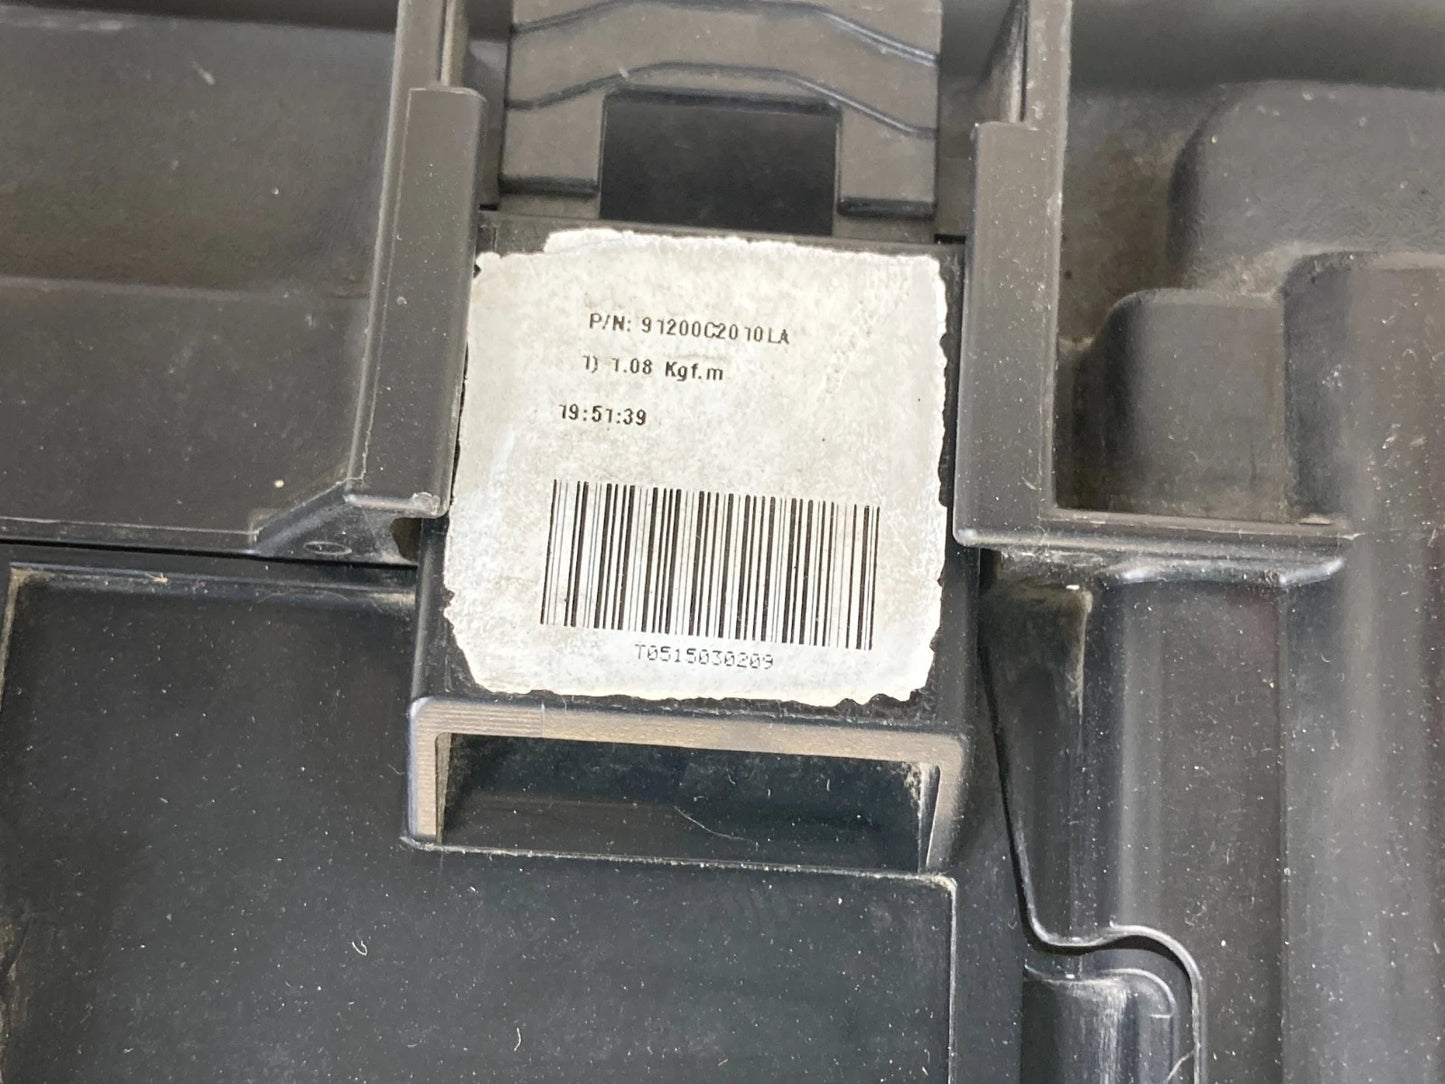 P/N: 91200C2010LA
1) 1.08 Kgf.m
19:51:39
T0515030209